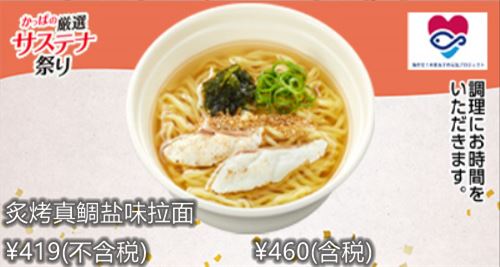 かっぱの厳選
サステナ
祭り
調理にお時間を
いただきます。
炙烤真鲷盐味拉面
¥419(不含税)
¥460(含税)